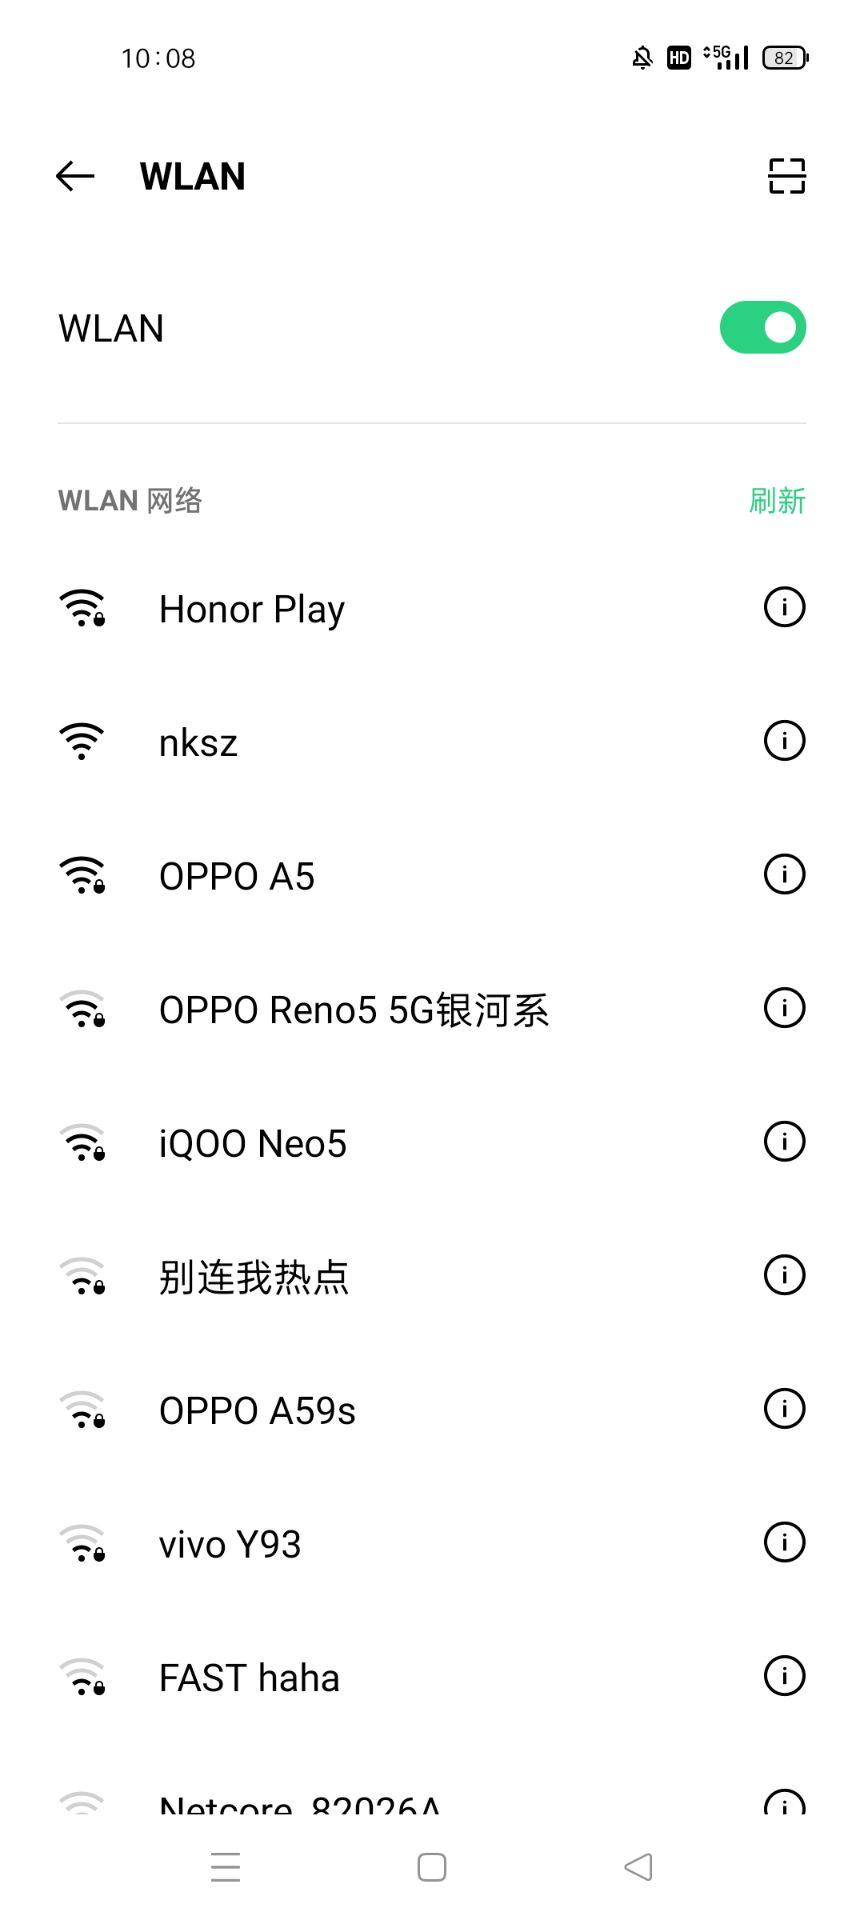 10:08
HD 5G 82
WLAN
WLAN
WLAN 网络 刷新
Honor Play
nksz
OPPO A5
OPPO Reno5 5G银河系
iQOO Neo5
别连我热点
OPPO A59s
vivo Y93
FAST haha
Netcore_82026A